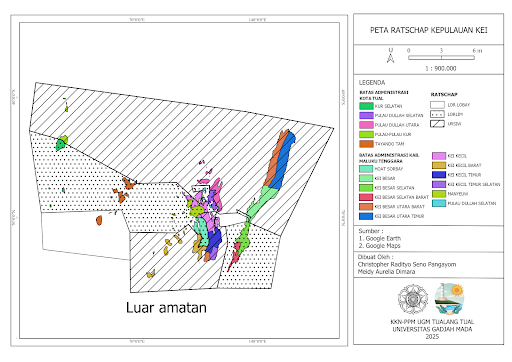 PETA RATSCHAP KEPULAUAN KEI
U
0 3 6 m
1 : 900.000
LEGENDA
BATAS ADMINISTRASI
KOTA TUAL
KUR SELATAN
PULAU DULLAH SELATAN
PULAU DULLAH UTARA
PULAU-PULAU KUR
TAYANDO TAM
RATSCHAP
LOR LOBAY
LORLIM
URSIW
BATAS ADMINISTRASI KAB.
MALUKU TENGGARA
HOAT SORBAY
KEI BESAR
KEI BESAR SELATAN
KEI BESAR SELATAN BARAT
KEI BESAR UTARA BARAT
KEI BESAR UTARA TIMUR
KEI KECIL
KEI KECIL BARAT
KEI KECIL TIMUR
KEI KECIL TIMUR SELATAN
MANYEUW
PULAU DULLAH SELATAN
Sumber :
1. Google Earth
2. Google Maps
Dibuat Oleh :
Christopher Radityo Seno Pangayom
Meidy Aurelia Dimara
KKN-PPM UGM TUALANG TUAL
UNIVERSITAS GADJAH MADA
2025
Luar amatan